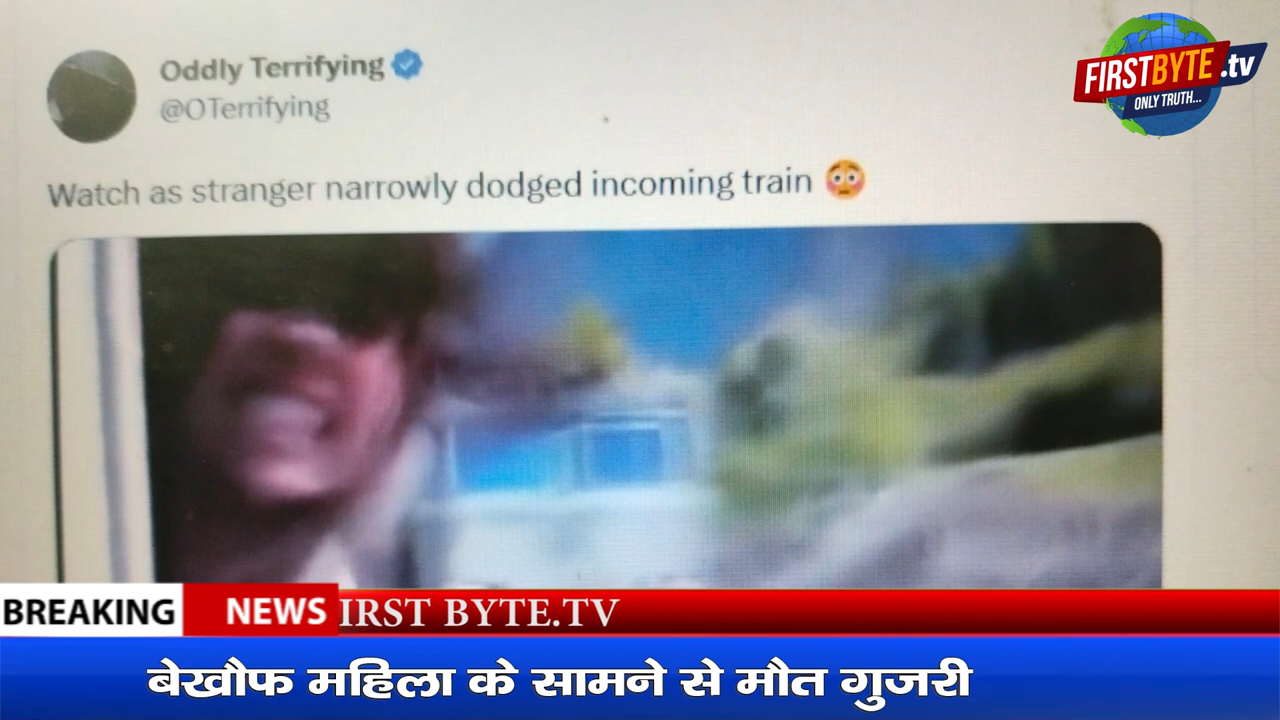 Oddly Terrifying
@OTerrifying
FIRSTBYTE.tv
ONLY TRUTH...
Watch as stranger narrowly dodged incoming train 😳
BREAKING NEWS IRST BYTE.TV
बेखौफ महिला के सामने से मौत गुजरी